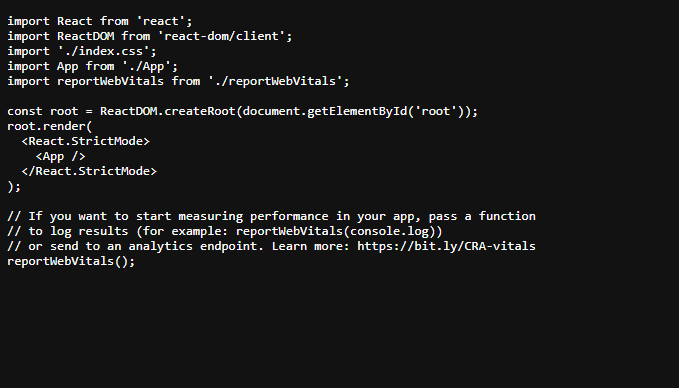 import React from 'react';
import ReactDOM from 'react-dom/client';
import './index.css';
import App from './App';
import reportWebVitals from './reportWebVitals';

const root = ReactDOM.createRoot(document.getElementById('root'));
root.render(
  <React.StrictMode>
    <App />
  </React.StrictMode>
);

// If you want to start measuring performance in your app, pass a function
// to log results (for example: reportWebVitals(console.log))
// or send to an analytics endpoint. Learn more: https://bit.ly/CRA-vitals
reportWebVitals();